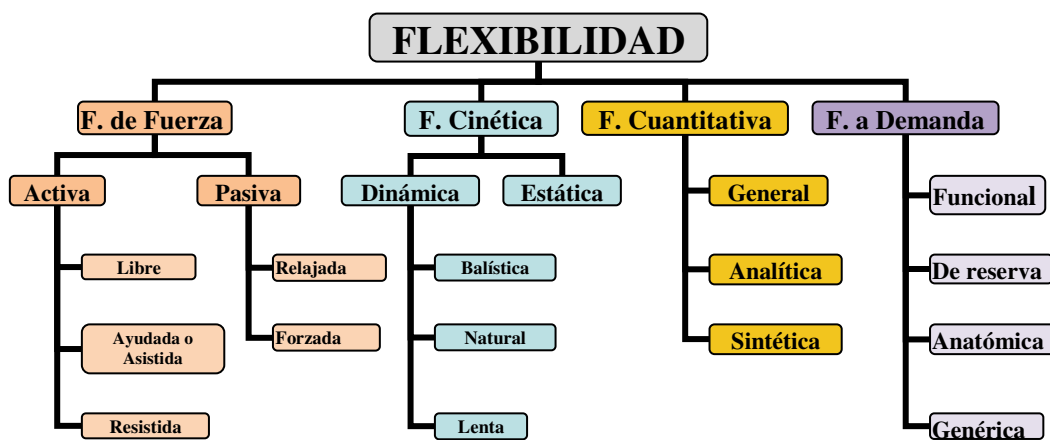 FLEXIBILIDAD
F. de Fuerza
F. Cinética
F. Cuantitativa
F. a Demanda
Activa
Pasiva
Dinámica
Estática
General
Funcional
Libre
Relajada
Balística
Analítica
De reserva
Ayudada o
Asistida
Forzada
Natural
Sintética
Anatómica
Resistida
Lenta
Genérica